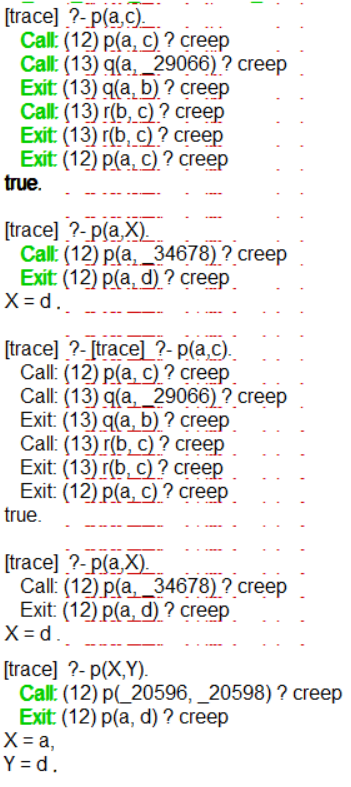 [trace]  ?- p(a,c).
Call: (12) p(a, c) ? creep
Call: (13) q(a, _29066) ? creep
Exit: (13) q(a, b) ? creep
Call: (13) r(b, c) ? creep
Exit: (13) r(b, c) ? creep
Exit: (12) p(a, c) ? creep
true.
[trace]  ?- p(a,X).
Call: (12) p(a, _34678) ? creep
Exit: (12) p(a, d) ? creep
X = d .
[trace]  ?- [trace]  ?- p(a,c).
Call: (12) p(a, c) ? creep
Call: (13) q(a, _29066) ? creep
Exit: (13) q(a, b) ? creep
Call: (13) r(b, c) ? creep
Exit: (13) r(b, c) ? creep
Exit: (12) p(a, c) ? creep
true.
[trace]  ?- p(a,X).
Call: (12) p(a, _34678) ? creep
Exit: (12) p(a, d) ? creep
X = d .
[trace]  ?- p(X,Y).
Call: (12) p(_20596, _20598) ? creep
Exit: (12) p(a, d) ? creep
X = a,
Y = d .